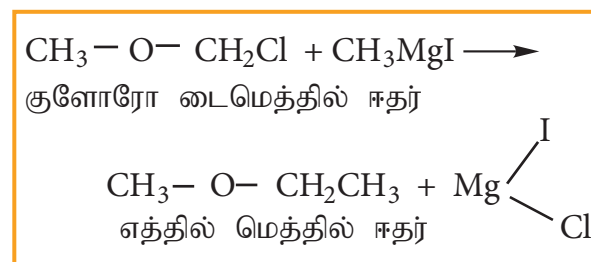 CH₃ – O – CH₂Cl + CH₃MgI ⟶
குளோரோ டைமெத்தில் ஈதர்
I
CH₃ – O – CH₂CH₃ + Mg
Cl
எத்தில் மெத்தில் ஈதர்